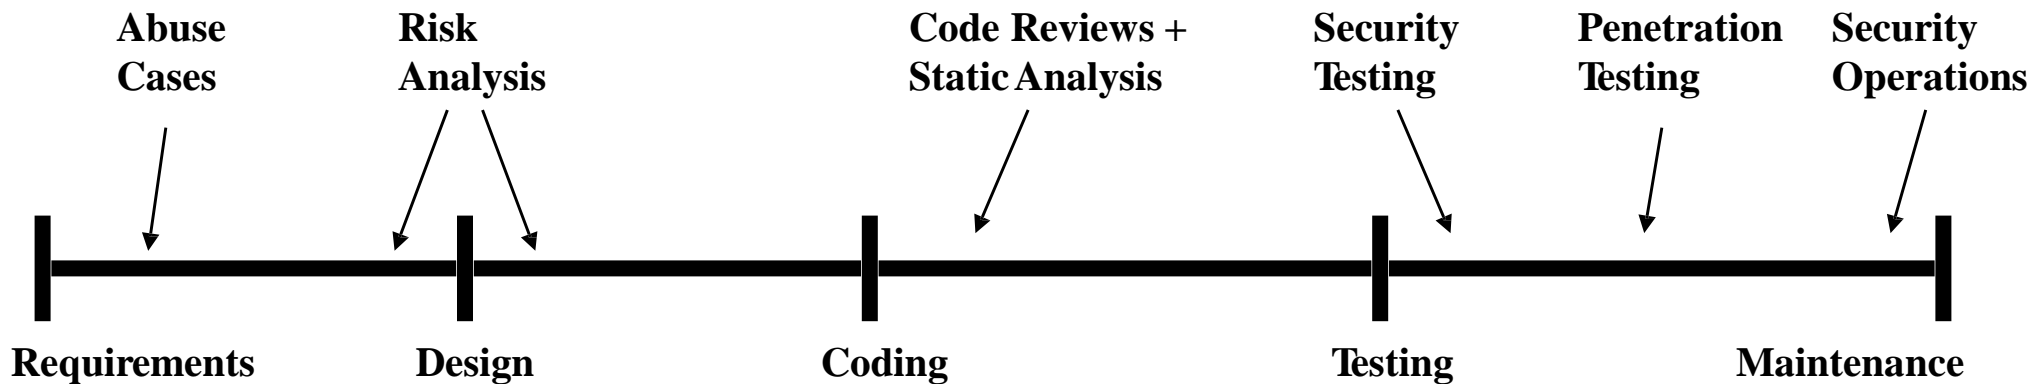 Abuse
Cases
Risk
Analysis
Code Reviews +
Static Analysis
Security
Testing
Penetration
Testing
Security
Operations
Requirements
Design
Coding
Testing
Maintenance